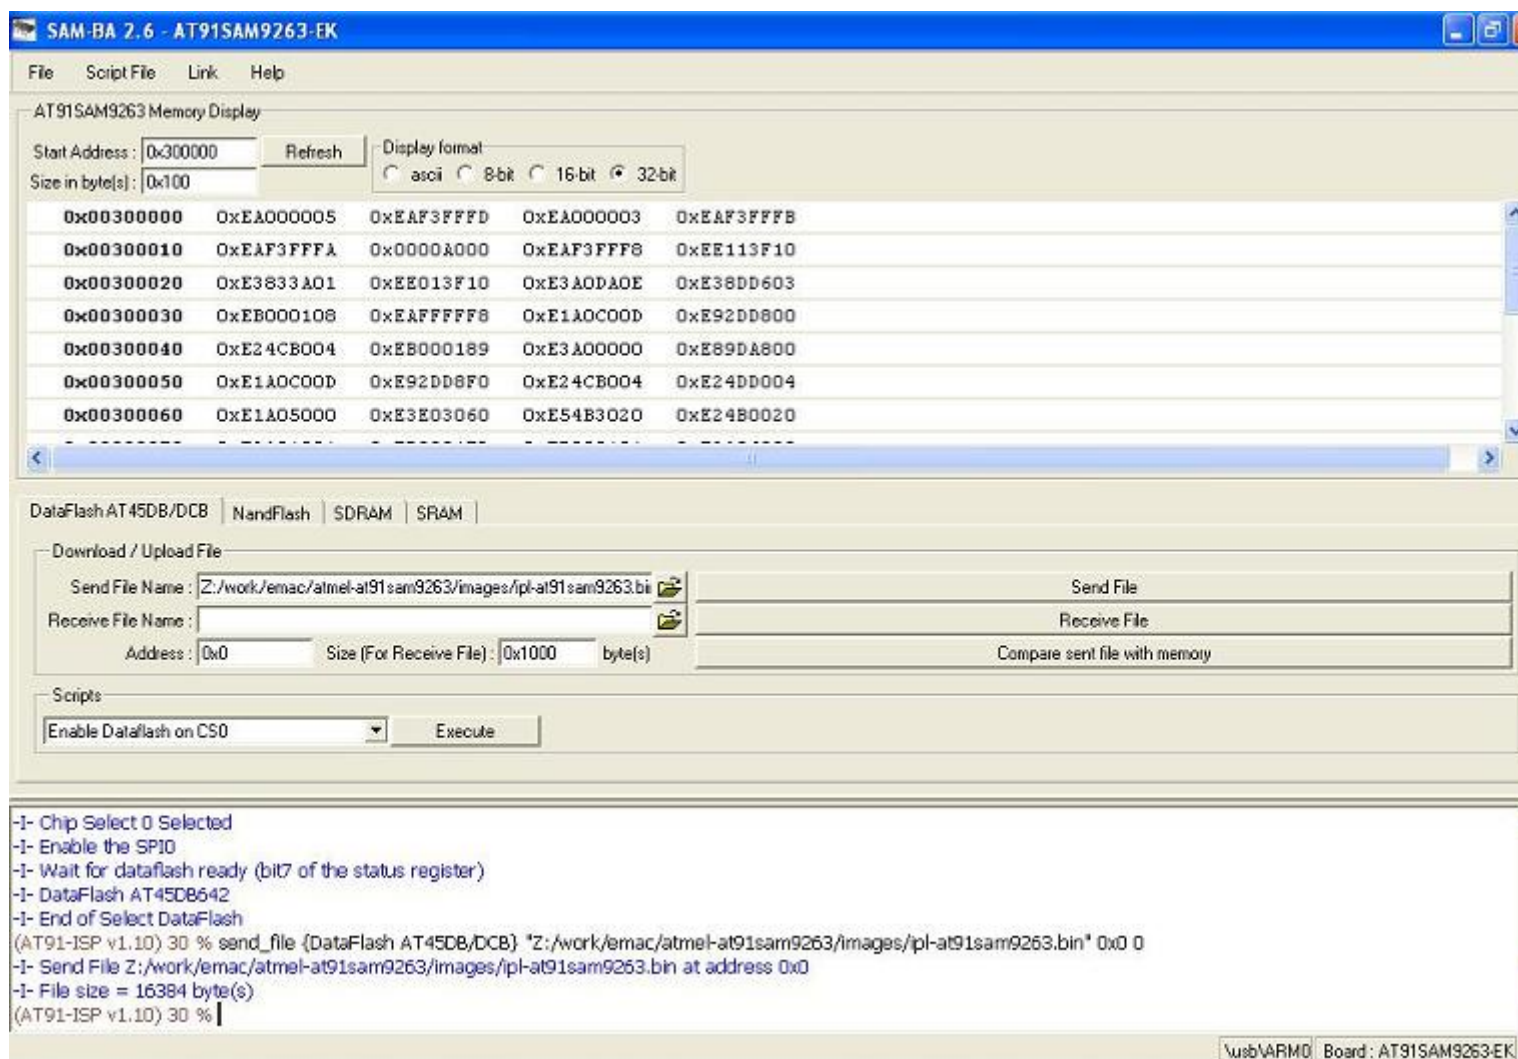 SAM-BA 2.6 - AT91SAM9263-EK
File Script File Link Help
AT91SAM9263 Memory Display
Start Address : 0x300000 Refresh
Size in byte(s) : 0x100
Display format
ascii 8-bit 16-bit 32-bit
0x00300000 0xEA000005 0xEAF3FFFD 0xEA000003 0xEAF3FFFB
0x00300010 0xEAF3FFFA 0x0000A000 0xEAF3FFF8 0xEE113F10
0x00300020 0xE3833A01 0xEE013F10 0xE3A0DA0E 0xE38DD603
0x00300030 0xEB000108 0xEAFFFFF8 0xE1A0C00D 0xE92DD800
0x00300040 0xE24CB004 0xEB000189 0xE3A00000 0xE89DA800
0x00300050 0xE1A0C00D 0xE92DD8F0 0xE24CB004 0xE24DD004
0x00300060 0xE1A05000 0xE3E03060 0xE54B3020 0xE24B0020
DataFlash AT45DB/DCB NandFlash SDRAM SRAM
Download / Upload File
Send File Name : Z:/work/emac/atmel-at91sam9263/images/ipl-at91sam9263.bin Send File
Receive File Name : Receive File
Address : 0x0 Size (For Receive File) : 0x1000 byte(s) Compare sent file with memory
Scripts
Enable Dataflash on CS0 Execute
-I- Chip Select 0 Selected
-I- Enable the SPI0
-I- Wait for dataflash ready (bit7 of the status register)
-I- DataFlash AT45DB642
-I- End of Select DataFlash
(AT91-ISP v1.10) 30 % send_file {DataFlash AT45DB/DCB} "Z:/work/emac/atmel-at91sam9263/images/ipl-at91sam9263.bin" 0x0 0
-I- Send File Z:/work/emac/atmel-at91sam9263/images/ipl-at91sam9263.bin at address 0x0
-I- File size = 16384 byte(s)
(AT91-ISP v1.10) 30 %
\usb\ARM0 Board : AT91SAM9263-EK